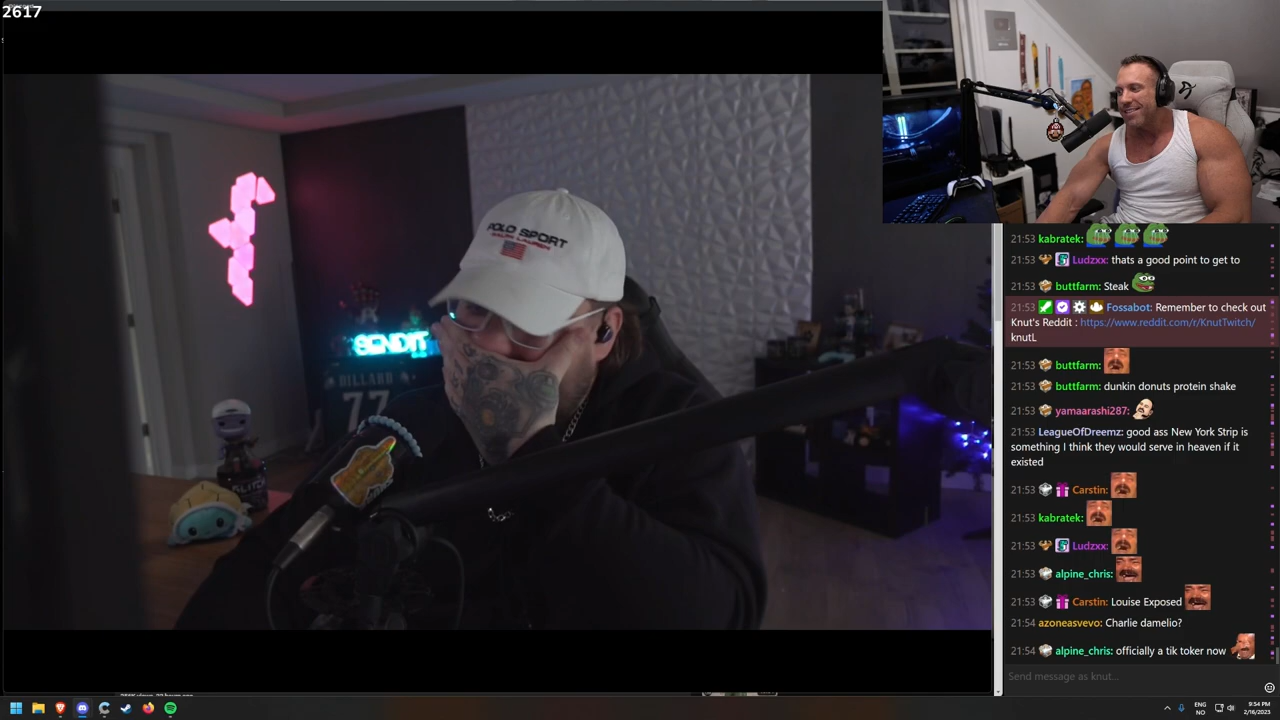 2617
POLO SPORT
RALPH LAUREN
SENDIT
DILLARD
77
21:53 kabratek:
21:53 Ludzxx: thats a good point to get to
21:53 buttfarm: Steak
21:53 Fossabot: Remember to check out
Knut's Reddit : https://www.reddit.com/r/KnutTwitch/
knutL
21:53 buttfarm:
21:53 buttfarm: dunkin donuts protein shake
21:53 yamaarashi287:
21:53 LeagueOfDreemz: good ass New York Strip is
something I think they would serve in heaven if it
existed
21:53 Carstin:
21:53 kabratek:
21:53 Ludzxx:
21:53 alpine_chris:
21:53 Carstin: Louise Exposed
21:54 azoneasvevo: Charlie damelio?
21:54 alpine_chris: officially a tik toker now
Send message as knut...
ENG
NO
9:54 PM
2/16/2023